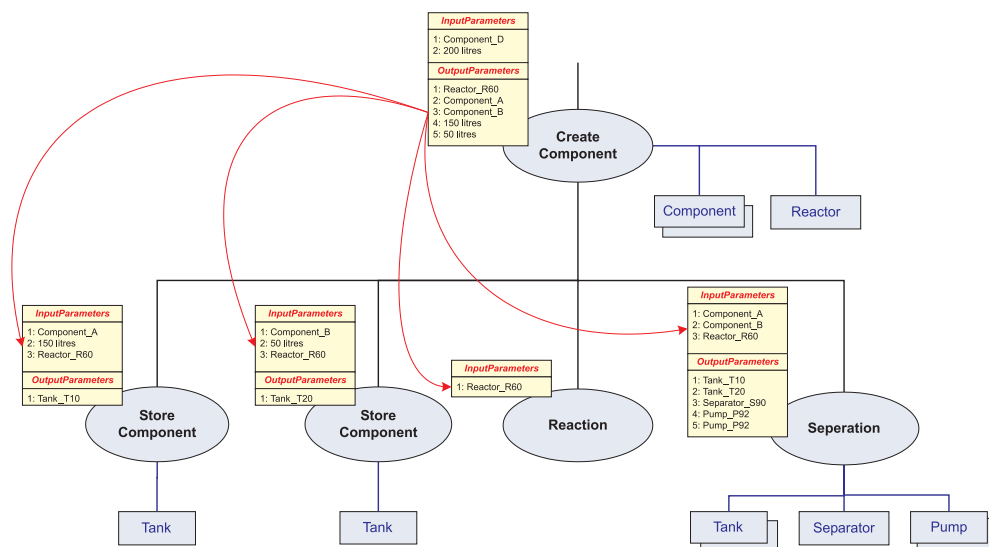 InputParameters
1: Component_D
2: 200 litres
OutputParameters
1: Reactor_R60
2: Component_A
3: Component_B
4: 150 litres
5: 50 litres
Create
Component
Component
Reactor
InputParameters
1: Component_A
2: 150 litres
3: Reactor_R60
OutputParameters
1: Tank_T10
Store
Component
Tank
InputParameters
1: Component_B
2: 50 litres
3: Reactor_R60
OutputParameters
1: Tank_T20
Store
Component
Tank
InputParameters
1: Reactor_R60
Reaction
InputParameters
1: Component_A
2: Component_B
3: Reactor_R60
OutputParameters
1: Tank_T10
2: Tank_T20
3: Separator_S90
4: Pump_P92
5: Pump_P92
Seperation
Tank
Separator
Pump